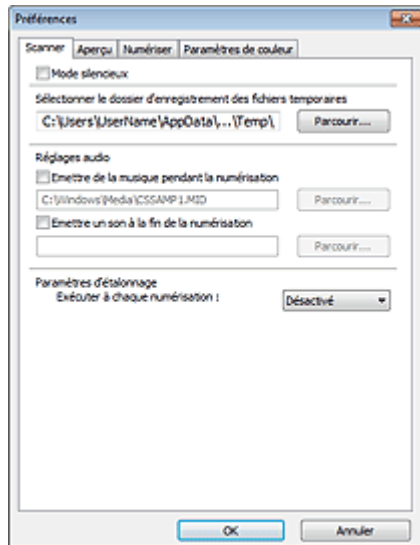 Préférences
Scanner Aperçu Numériser Paramètres de couleur
Mode silencieux
Sélectionner le dossier d'enregistrement des fichiers temporaires
C:\Users\UserName\AppData\...\Temp\ Parcourir....
Réglages audio
Emettre de la musique pendant la numérisation
C:\Windows\Media\CSSAMP1.MID Parcourir....
Emettre un son à la fin de la numérisation
Parcourir....
Paramètres d'étalonnage
Exécuter à chaque numérisation : Désactivé
OK Annuler